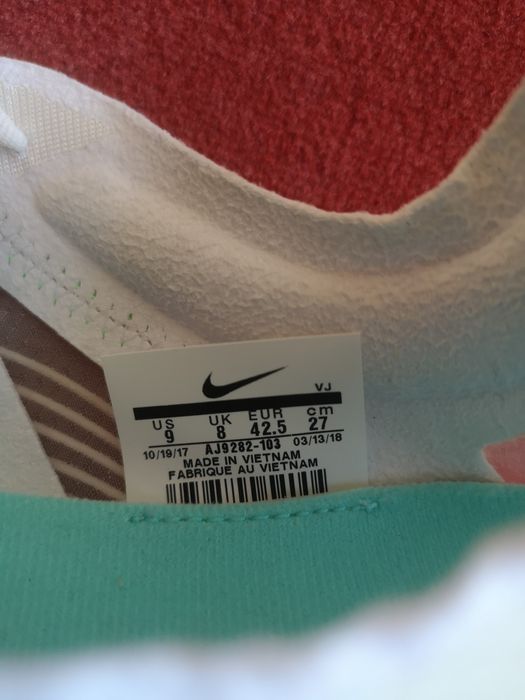 VJ
US UK EUR cm
9 8 42.5 27
10/19/17 AJ9282-103 03/13/18
MADE IN VIETNAM
FABRIQUE AU VIETNAM